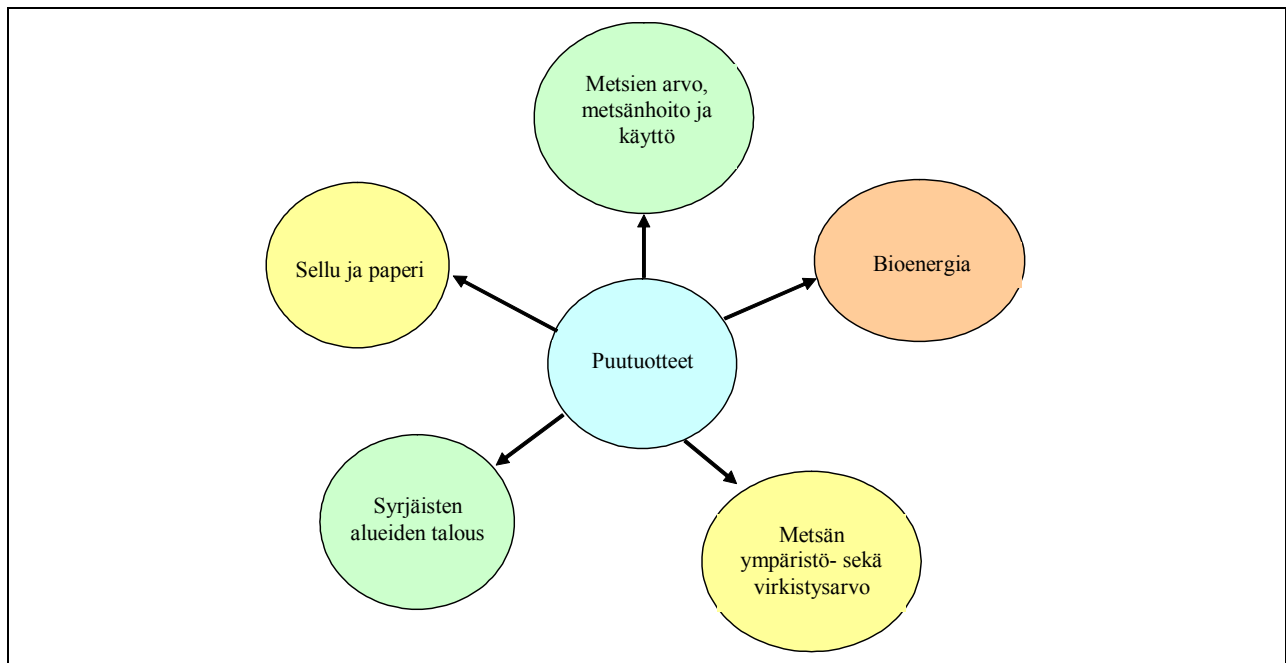 Metsien arvo,
metsänhoito ja
käyttö
Sellu ja paperi
Bioenergia
Puutuotteet
Syrjäisten
alueiden talous
Metsän
ympäristö- sekä
virkistysarvo